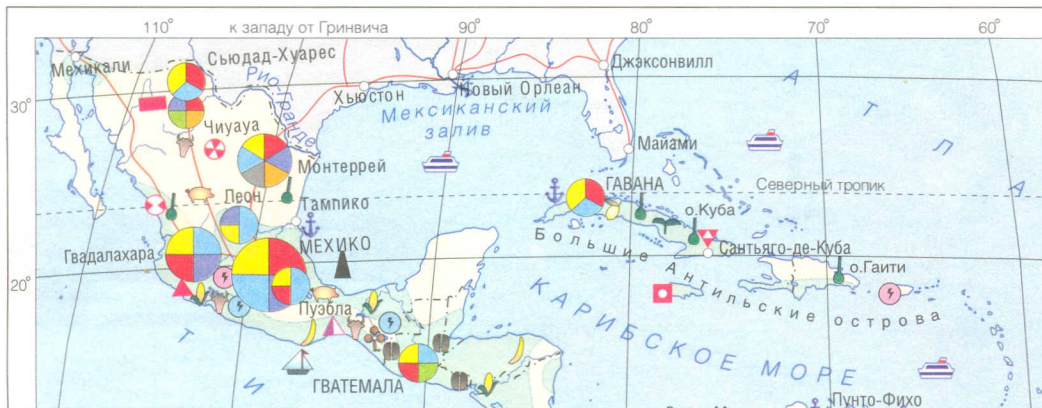 110° к западу от Гринвича 90° 80° 70° 60°
Мехикали
Сьюдад-Хуарес
Рио-Гранде
Джэксонвилл
Хьюстон
Новый Орлеан
30°
Мексиканский
залив
Чиуауа
Майами
Монтеррей
АТЛА
ГАВАНА
Северный тропик
Леон
Тампико
о.Куба
Гвадалахара
МЕХИКО
Сантьяго-де-Куба
Большие Антильские острова
о.Гаити
20°
Пуэбла
КАРИБСКОЕ МОРЕ
Т
И
ГВАТЕМАЛА
Пунто-Фихо